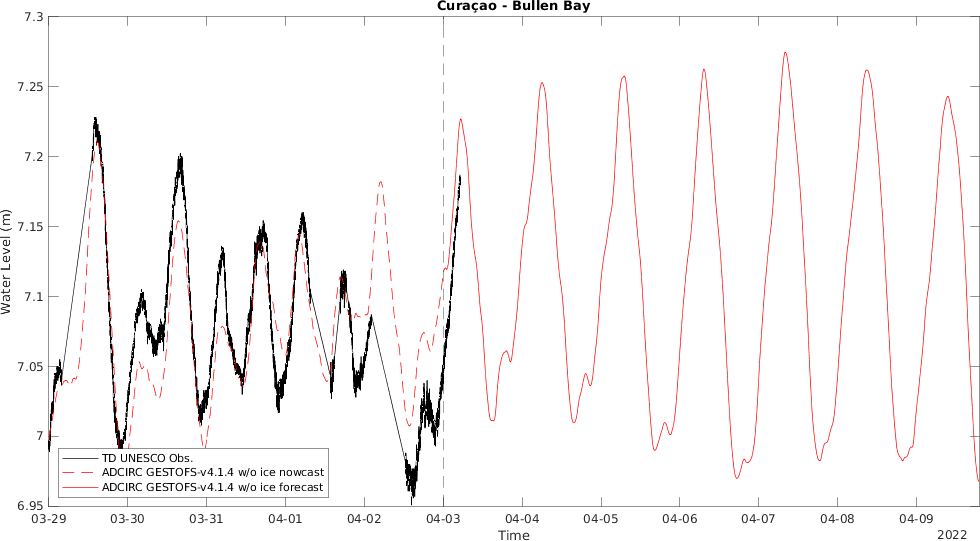 Curaçao - Bullen Bay
7.3
7.25
7.2
7.15
7.1
7.05
7
6.95
Water Level (m)
TD UNESCO Obs.
ADCIRC GESTOFS-v4.1.4 w/o ice nowcast
ADCIRC GESTOFS-v4.1.4 w/o ice forecast
03-29 03-30 03-31 04-01 04-02 04-03 04-04 04-05 04-06 04-07 04-08 04-09
Time
2022